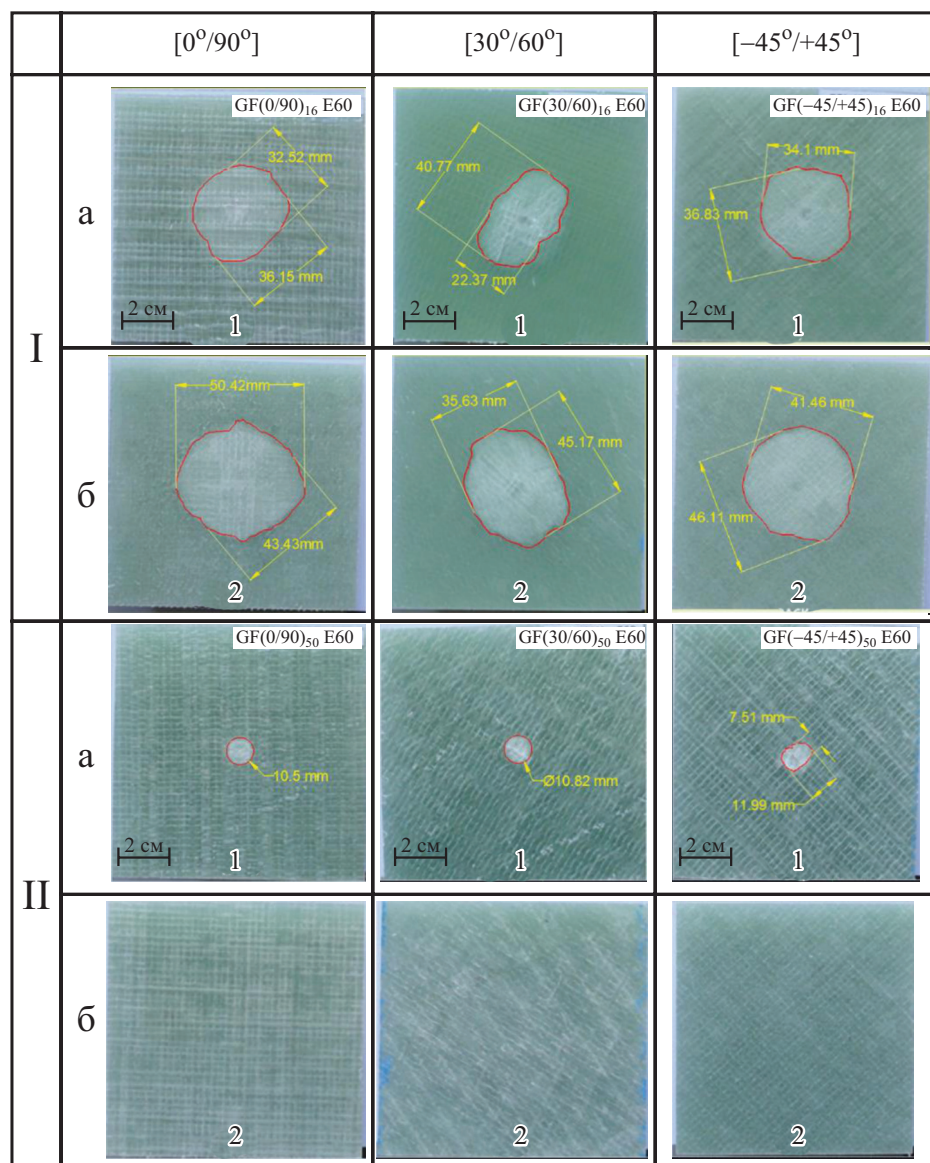 [0°/90°] [30°/60°] [–45°/+45°]
I
а
GF(0/90)₁₆ E60
32.52 mm
36.15 mm
2 см
1
GF(30/60)₁₆ E60
40.77 mm
22.37 mm
2 см
1
GF(–45/+45)₁₆ E60
34.1 mm
36.83 mm
2 см
1
б
50.42mm
43.43mm
2
35.63 mm
45.17 mm
2
41.46 mm
46.11 mm
2
II
а
GF(0/90)₅₀ E60
10.5 mm
2 см
1
GF(30/60)₅₀ E60
Ø10.82 mm
2 см
1
GF(–45/+45)₅₀ E60
7.51 mm
11.99 mm
2 см
1
б
2
2
2